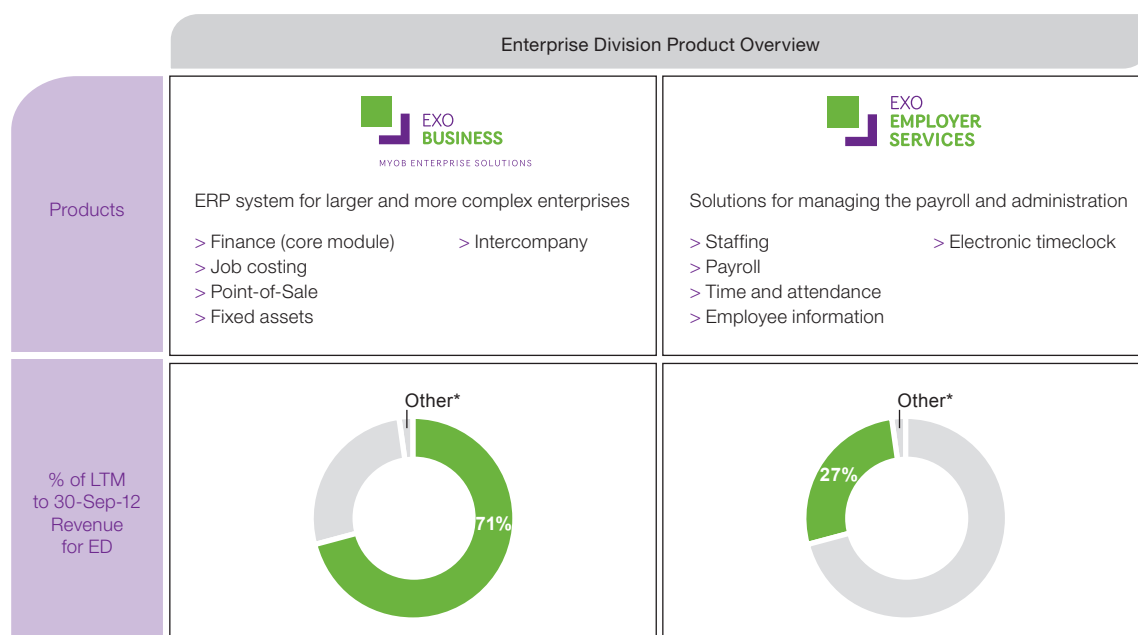 Enterprise Division Product Overview
Products
EXO
BUSINESS
MYOB ENTERPRISE SOLUTIONS
ERP system for larger and more complex enterprises
> Finance (core module)
> Job costing
> Point-of-Sale
> Fixed assets
> Intercompany
EXO
EMPLOYER
SERVICES
Solutions for managing the payroll and administration
> Staffing
> Payroll
> Time and attendance
> Employee information
> Electronic timeclock
% of LTM
to 30-Sep-12
Revenue
for ED
Other*
71%
Other*
27%